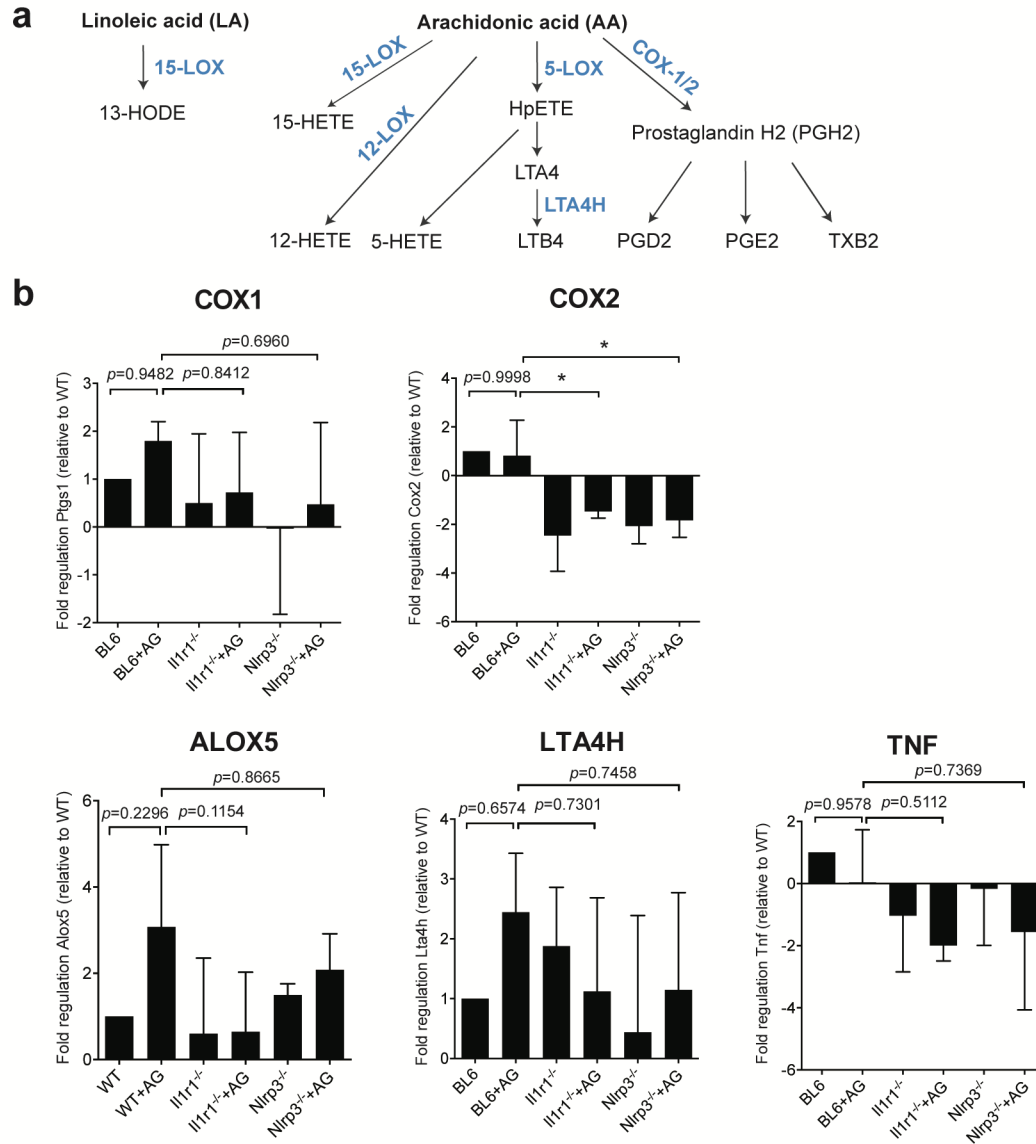 a
Linoleic acid (LA)
15-LOX
13-HODE
Arachidonic acid (AA)
15-LOX
15-HETE
12-LOX
12-HETE
5-LOX
HpETE
5-HETE
LTA4
LTA4H
LTB4
COX-1/2
Prostaglandin H2 (PGH2)
PGD2
PGE2
TXB2
b
COX1
p=0.6960
p=0.9482
p=0.8412
Fold regulation Ptgs1 (relative to WT)
3
2
1
0
-1
-2
BL6
BL6+AG
Il1r1-/-
Il1r1-/-+AG
Nlrp3-/-
Nlrp3-/-+AG
COX2
*
p=0.9998
*
Fold regulation Cox2 (relative to WT)
4
2
0
-2
-4
-6
BL6
BL6+AG
Il1r1-/-
Il1r1-/-+AG
Nlrp3-/-
Nlrp3-/-+AG
ALOX5
p=0.8665
p=0.2296
p=0.1154
Fold regulation Alox5 (relative to WT)
6
4
2
0
WT
WT+AG
Il1r1-/-
Il1r1-/-+AG
Nlrp3-/-
Nlrp3-/-+AG
LTA4H
p=0.7458
p=0.6574
p=0.7301
Fold regulation Lta4h (relative to WT)
4
3
2
1
0
BL6
BL6+AG
Il1r1-/-
Il1r1-/-+AG
Nlrp3-/-
Nlrp3-/-+AG
TNF
p=0.7369
p=0.9578
p=0.5112
Fold regulation Tnf (relative to WT)
2
0
-2
-4
-6
BL6
BL6+AG
Il1r1-/-
Il1r1-/-+AG
Nlrp3-/-
Nlrp3-/-+AG